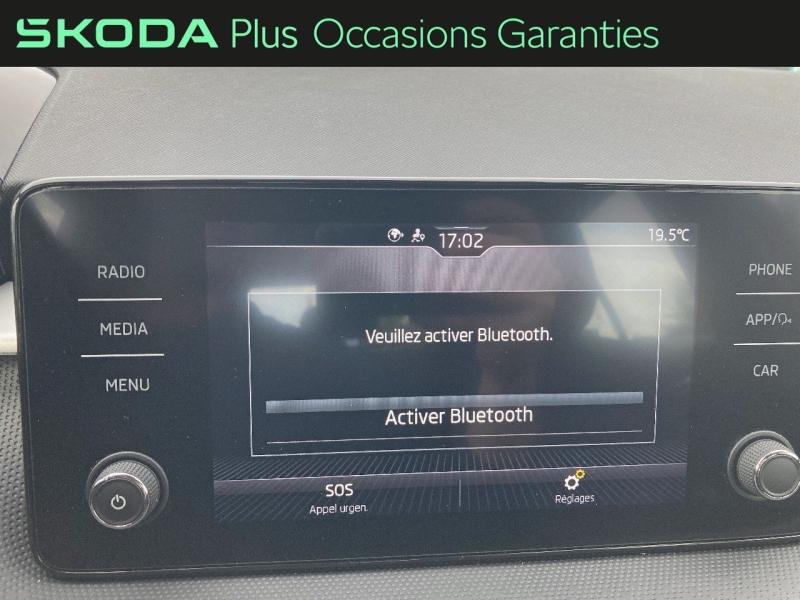 SKODA Plus Occasions Garanties
17:02
19.5°C
RADIO
MEDIA
MENU
PHONE
APP/
CAR
Veuillez activer Bluetooth.
Activer Bluetooth
SOS
Appel urgen.
Réglages